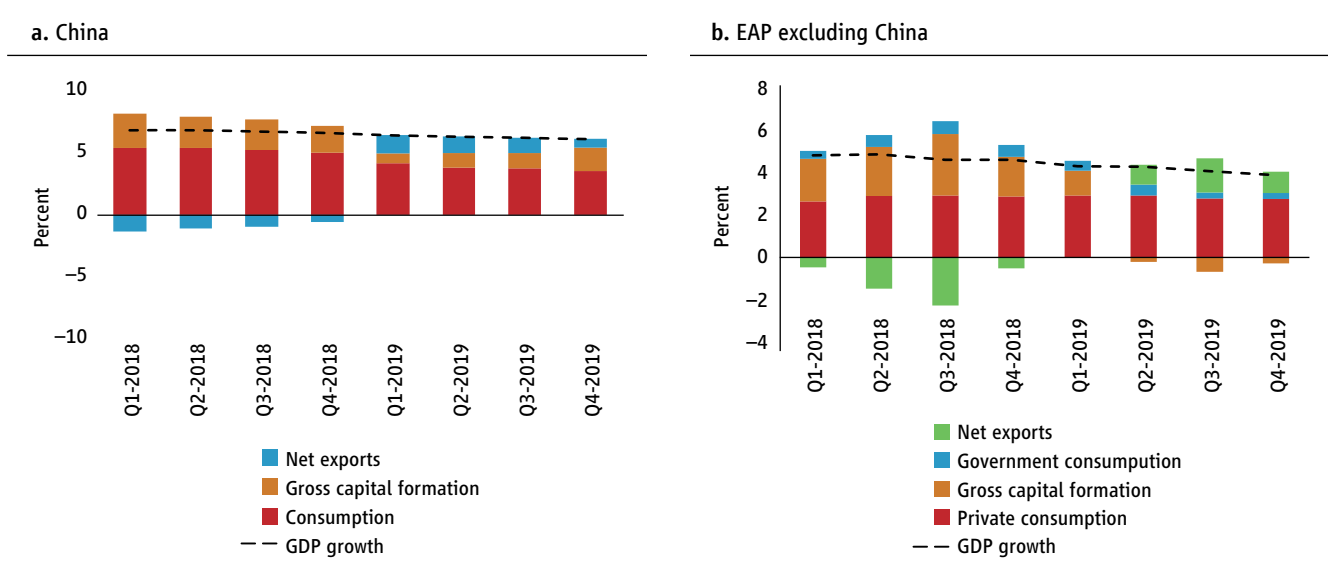 a. China
Percent
10
5
0
−5
−10
Q1-2018
Q2-2018
Q3-2018
Q4-2018
Q1-2019
Q2-2019
Q3-2019
Q4-2019
Net exports
Gross capital formation
Consumption
GDP growth
b. EAP excluding China
Percent
8
6
4
2
0
−2
−4
Q1-2018
Q2-2018
Q3-2018
Q4-2018
Q1-2019
Q2-2019
Q3-2019
Q4-2019
Net exports
Government consumpution
Gross capital formation
Private consumption
GDP growth